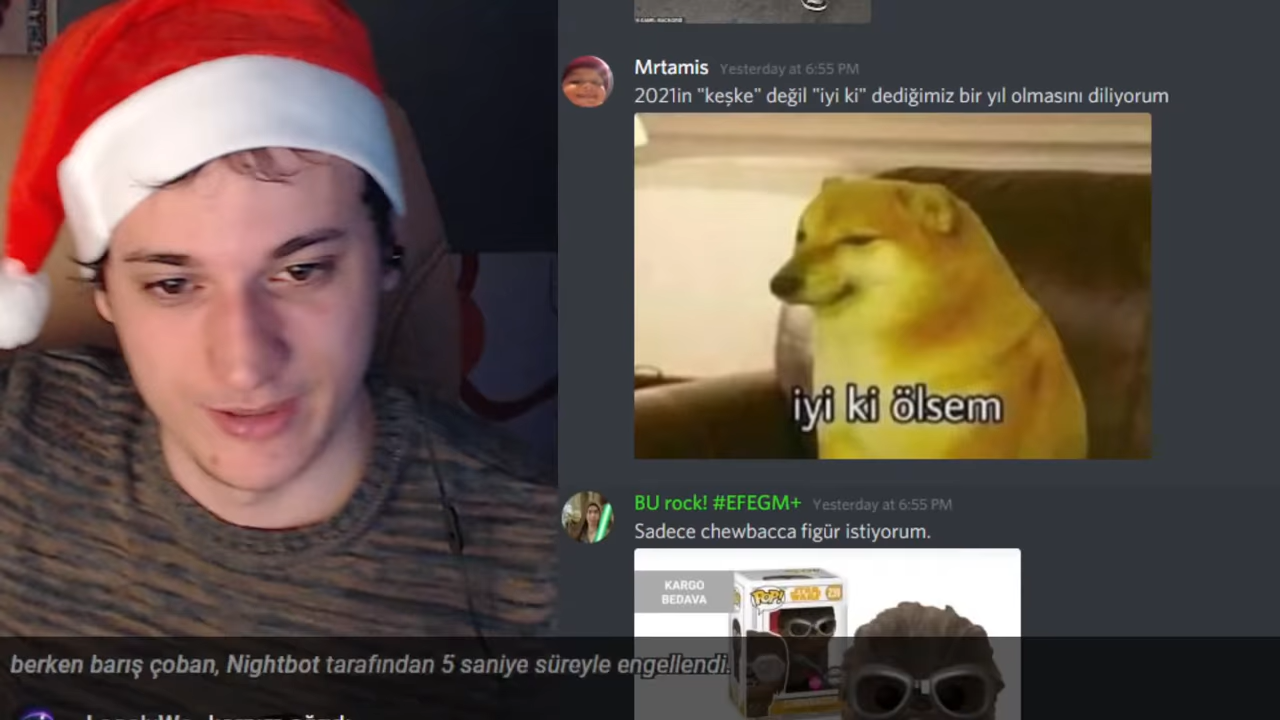 Mrtamis Yesterday at 6:55 PM
2021in "keşke" değil "iyi ki" dediğimiz bir yıl olmasını diliyorum
iyi ki ölsem
BU rock! #EFEGM+ Yesterday at 6:55 PM
Sadece chewbacca figür istiyorum.
KARGO
BEDAVA
POP!
STAR
WARS
berken barış çoban, Nightbot tarafından 5 saniye süreyle engellendi.